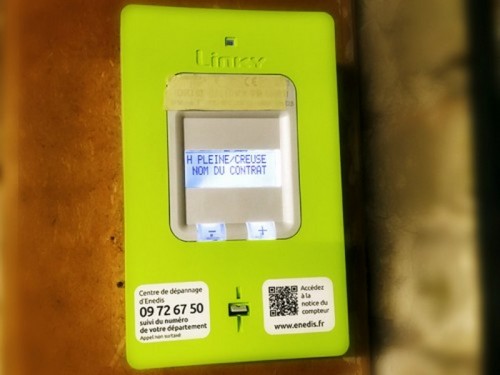 Linky
H PLEINE/CREUSE
NOM DU CONTRAT
- +
Centre de dépannage
d'Enedis
09 72 67 50
suivi du numéro
de votre département
Appel non surtaxé
Accédez
à la
notice du
compteur
www.enedis.fr